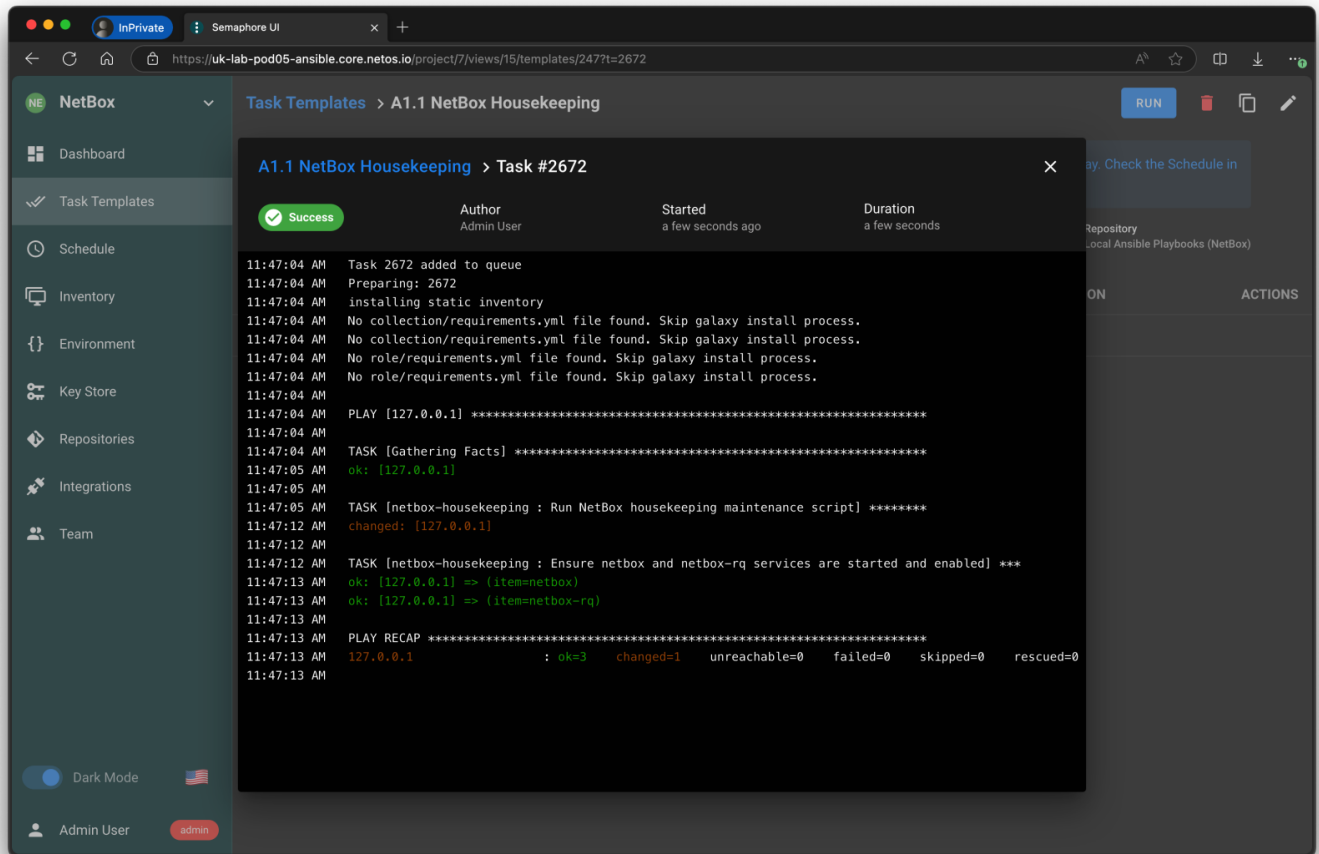 InPrivate
Semaphore UI
https://uk-lab-pod05-ansible.core.netos.io/project/7/views/15/templates/247?t=2672
NE
NetBox
Task Templates > A1.1 NetBox Housekeeping
RUN
Dashboard
Task Templates
Schedule
Inventory
Environment
Key Store
Repositories
Integrations
Team
Dark Mode
Admin User
admin
ay. Check the Schedule in
Repository
Local Ansible Playbooks (NetBox)
ON
ACTIONS
A1.1 NetBox Housekeeping > Task #2672
Success
Author
Admin User
Started
a few seconds ago
Duration
a few seconds
11:47:04 AM Task 2672 added to queue
11:47:04 AM Preparing: 2672
11:47:04 AM installing static inventory
11:47:04 AM No collection/requirements.yml file found. Skip galaxy install process.
11:47:04 AM No collection/requirements.yml file found. Skip galaxy install process.
11:47:04 AM No role/requirements.yml file found. Skip galaxy install process.
11:47:04 AM No role/requirements.yml file found. Skip galaxy install process.
11:47:04 AM
11:47:04 AM PLAY [127.0.0.1] ***************************************************************
11:47:04 AM
11:47:04 AM TASK [Gathering Facts] *********************************************************
11:47:05 AM ok: [127.0.0.1]
11:47:05 AM
11:47:05 AM TASK [netbox-housekeeping : Run NetBox housekeeping maintenance script] ********
11:47:12 AM changed: [127.0.0.1]
11:47:12 AM
11:47:12 AM TASK [netbox-housekeeping : Ensure netbox and netbox-rq services are started and enabled] ***
11:47:13 AM ok: [127.0.0.1] => (item=netbox)
11:47:13 AM ok: [127.0.0.1] => (item=netbox-rq)
11:47:13 AM
11:47:13 AM PLAY RECAP *********************************************************************
11:47:13 AM 127.0.0.1 : ok=3 changed=1 unreachable=0 failed=0 skipped=0 rescued=0
11:47:13 AM